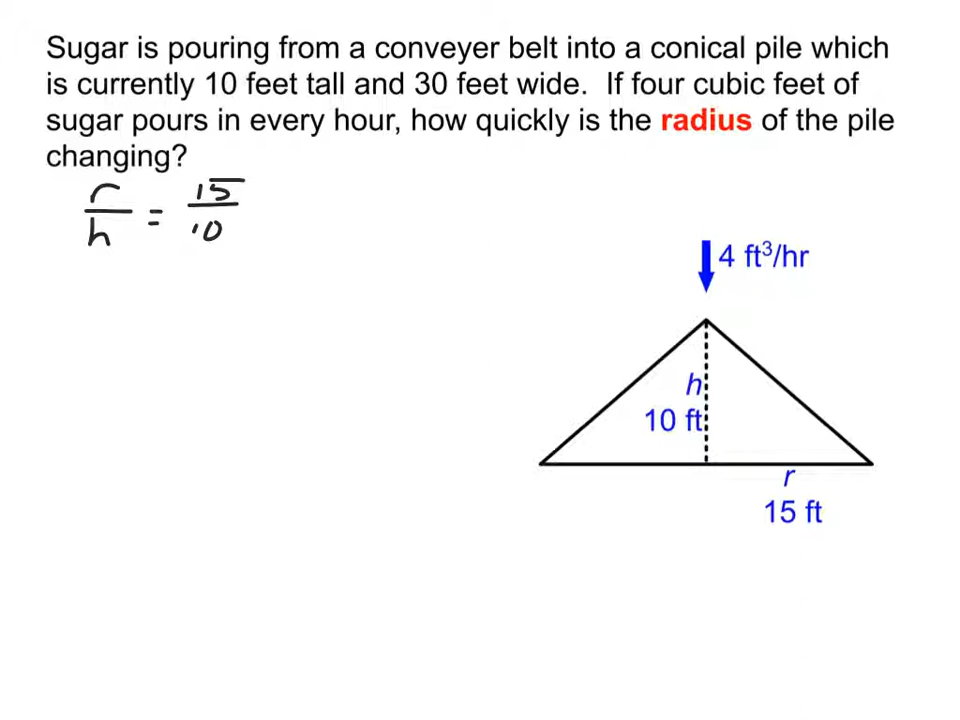 Sugar is pouring from a conveyer belt into a conical pile which
is currently 10 feet tall and 30 feet wide.  If four cubic feet of
sugar pours in every hour, how quickly is the radius of the pile
changing?
r/h = 15/10
4 ft³/hr
h
10 ft
r
15 ft